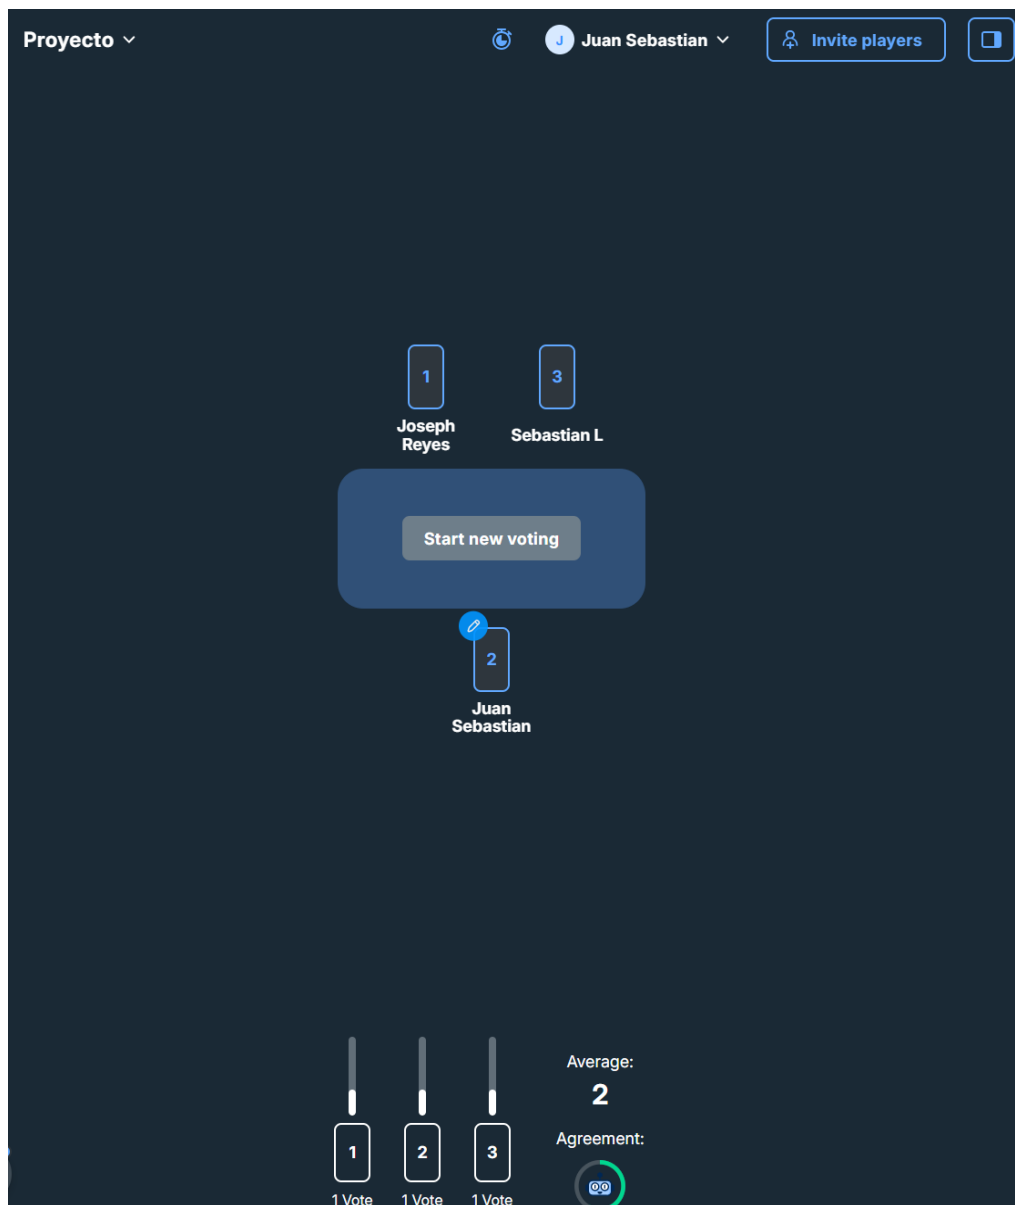 Proyecto
J
Juan Sebastian
Invite players
1
3
Joseph
Reyes
Sebastian L
Start new voting
2
Juan
Sebastian
Average:
2
Agreement:
1
2
3
1 Vote
1 Vote
1 Vote